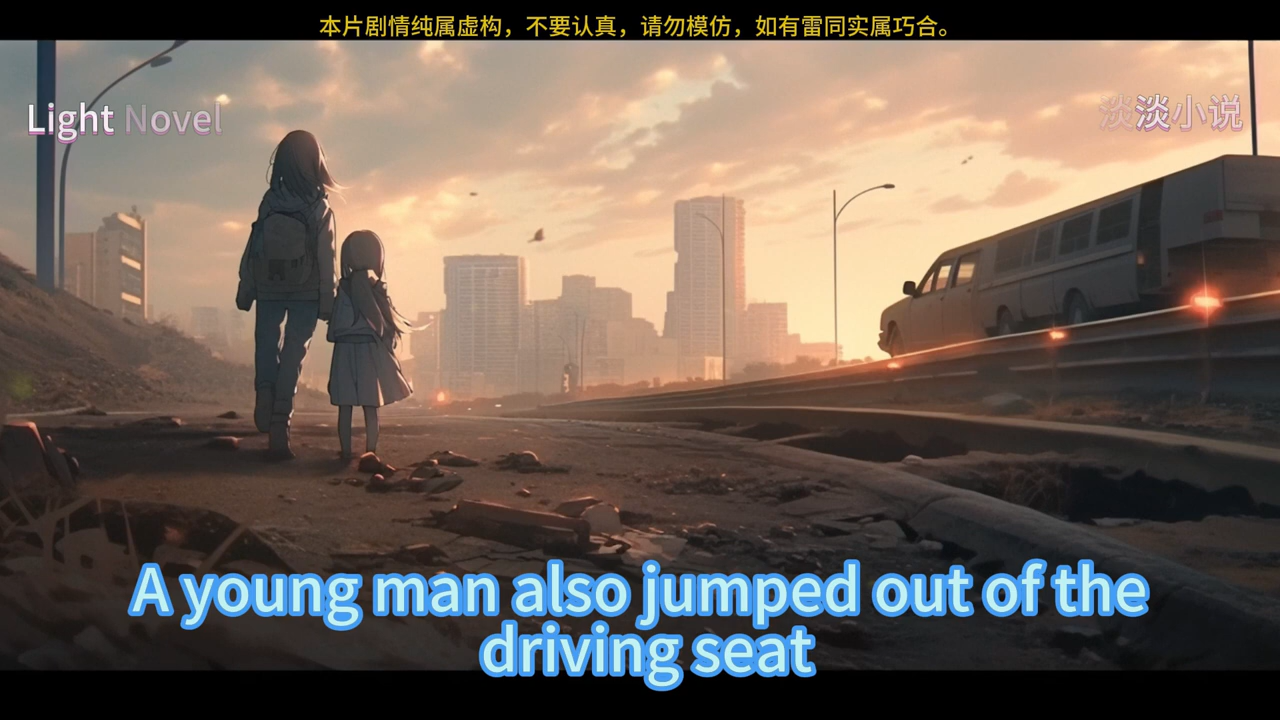 本片剧情纯属虚构，不要认真，请勿模仿，如有雷同实属巧合。
Light Novel
淡淡小说
A young man also jumped out of the
driving seat